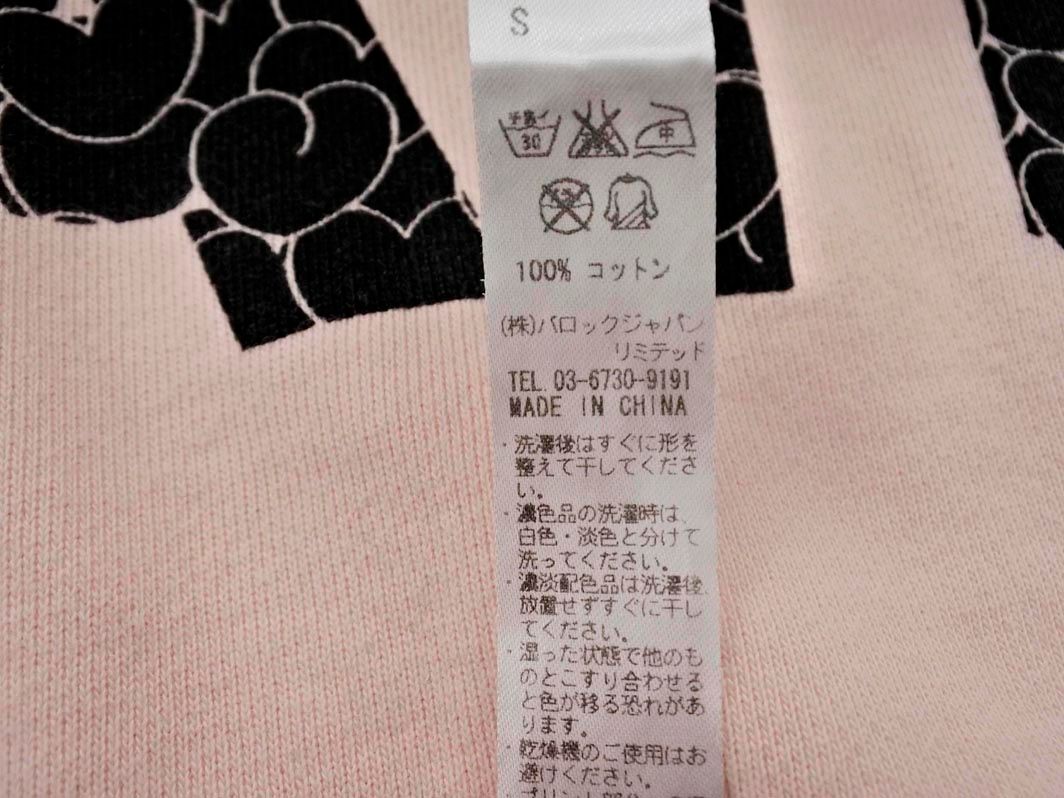 S
手洗イ
30
中
100% コットン
(株)バロックジャパン
リミテッド
TEL. 03-6730-9191
MADE IN CHINA
・洗濯後はすぐに形を
整えて干してくださ
い。
・濃色品の洗濯時は、
白色・淡色と分けて
洗ってください。
・濃淡配色品は洗濯後、
放置せずすぐに干し
てください。
・湿った状態で他のも
のとこすり合わせる
と色が移る恐れがあ
ります。
・乾燥機のご使用はお
避けください。